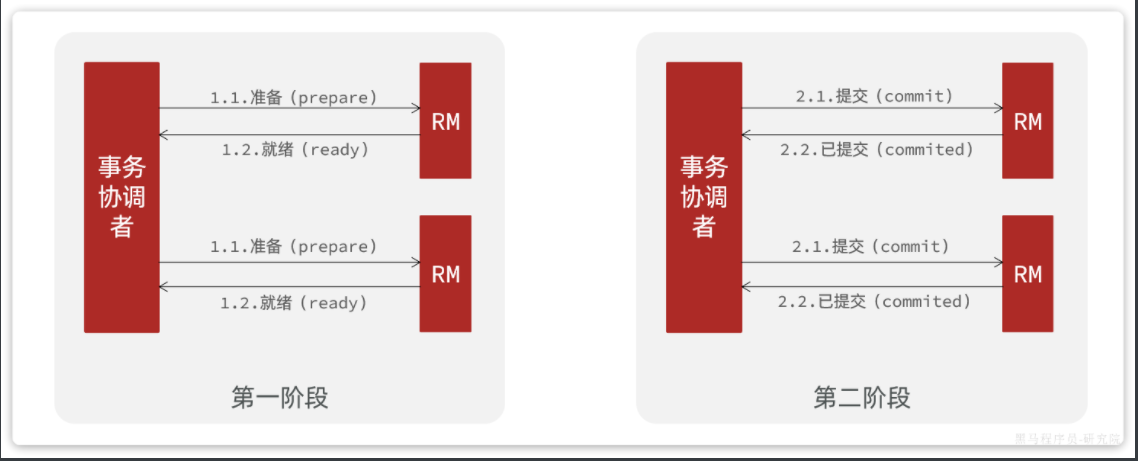 1.1.准备（prepare）
RM
1.2.就绪（ready）
事务
协调
者
1.1.准备（prepare）
RM
1.2.就绪（ready）
第一阶段
2.1.提交（commit）
RM
2.2.已提交（commited）
事务
协调
者
2.1.提交（commit）
RM
2.2.已提交（commited）
第二阶段
黑马程序员-研究院